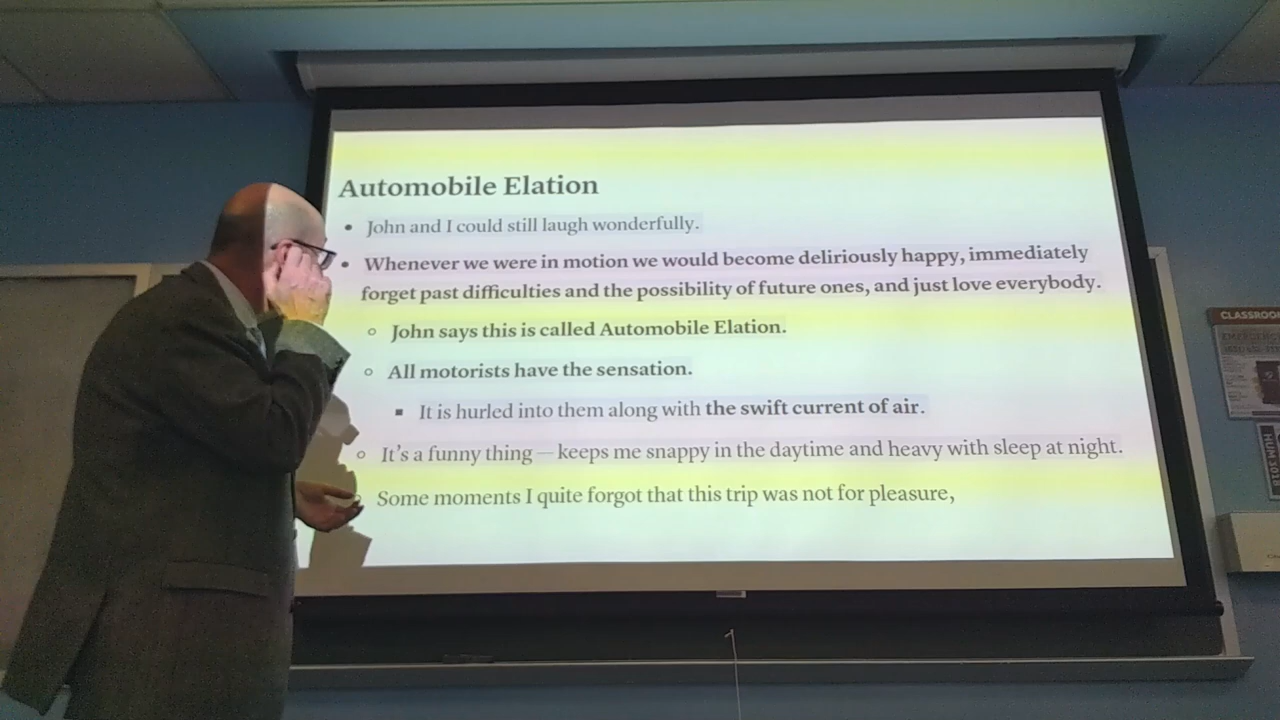 Automobile Elation
John and I could still laugh wonderfully.
Whenever we were in motion we would become deliriously happy, immediately
forget past difficulties and the possibility of future ones, and just love everybody.
John says this is called Automobile Elation.
All motorists have the sensation.
It is hurled into them along with the swift current of air.
It's a funny thing — keeps me snappy in the daytime and heavy with sleep at night.
Some moments I quite forgot that this trip was not for pleasure,
CLASSROO